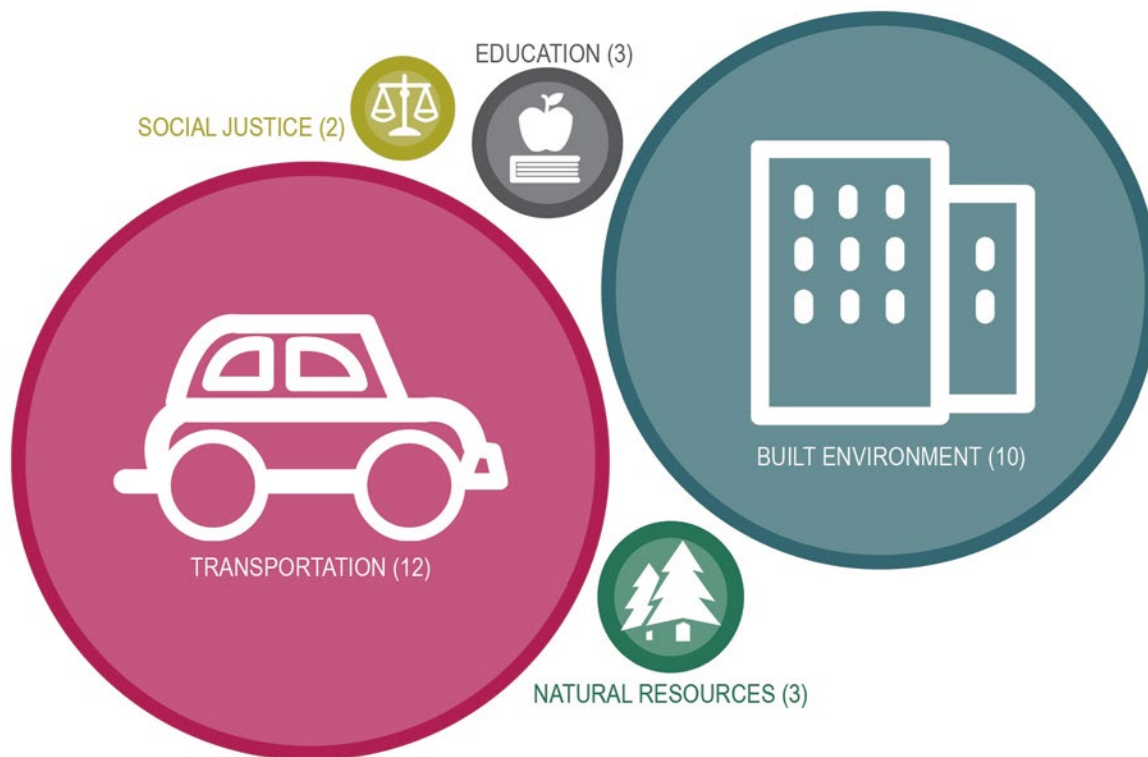 EDUCATION (3)
SOCIAL JUSTICE (2)
BUILT ENVIRONMENT (10)
TRANSPORTATION (12)
NATURAL RESOURCES (3)